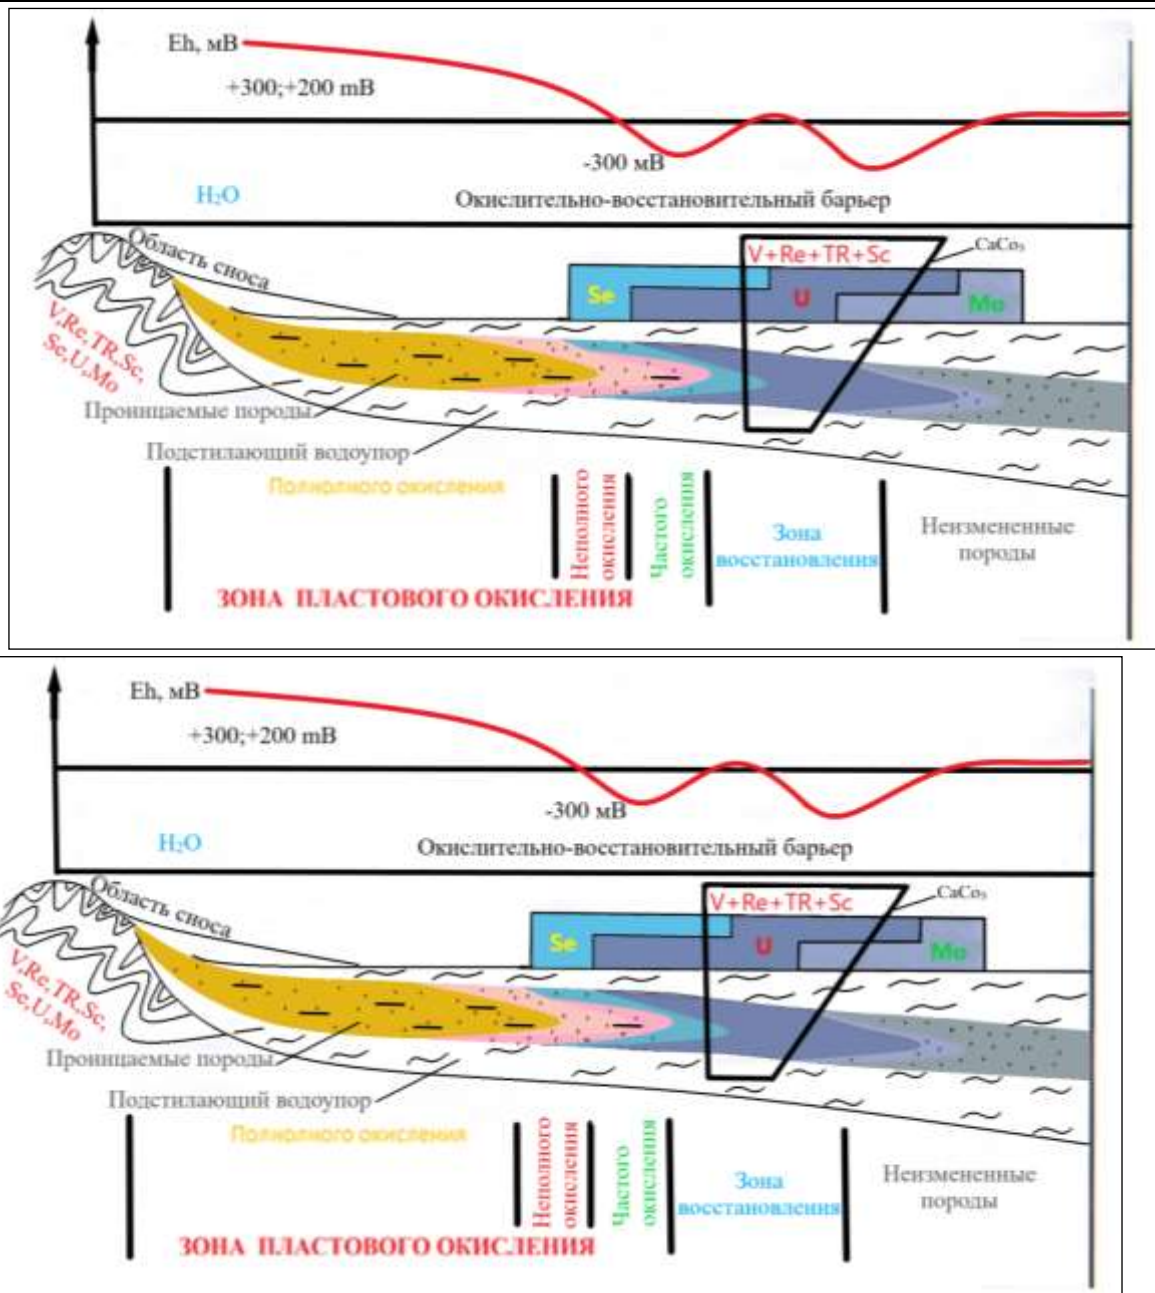 Eh, мВ
+300;+200 mВ
-300 мВ
H₂O
Окислительно-восстановительный барьер
Область сноса
CaCo₃
V+Re+TR+Sc
Se
U
Mo
V,Re,TR,Sc,
Sc,U,Mo
Проницаемые породы
Подстилающий водоупор
Полнолного окисления
Неполного
окисления
Частого
окисления
Зона
восстановления
Неизмененные
породы
ЗОНА ПЛАСТОВОГО ОКИСЛЕНИЯ
Eh, мВ
+300;+200 mВ
-300 мВ
H₂O
Окислительно-восстановительный барьер
Область сноса
CaCo₃
V+Re+TR+Sc
Se
U
Mo
V,Re,TR,Sc,
Sc,U,Mo
Проницаемые породы
Подстилающий водоупор
Полнолного окисления
Неполного
окисления
Частого
окисления
Зона
восстановления
Неизмененные
породы
ЗОНА ПЛАСТОВОГО ОКИСЛЕНИЯ